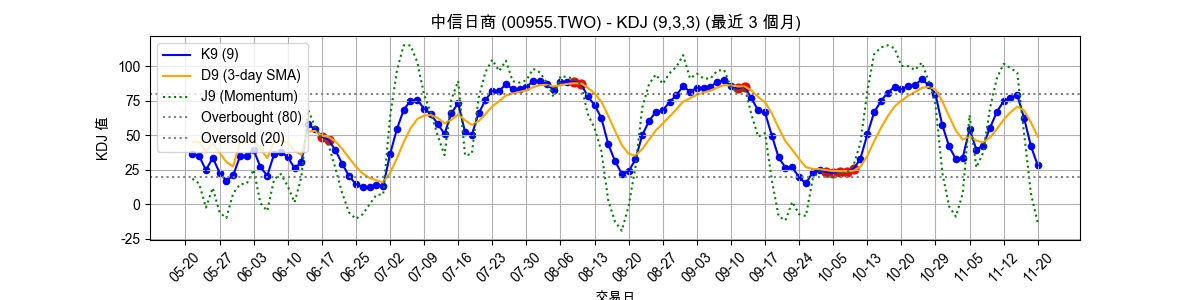 中信日商 (00955.TWO) - KDJ (9,3,3) (最近 3 個月)
K9 (9)
D9 (3-day SMA)
J9 (Momentum)
Overbought (80)
Oversold (20)
KDJ 值
100
75
50
25
0
-25
05-20 05-27 06-03 06-10 06-17 06-25 07-02 07-09 07-16 07-23 07-30 08-06 08-13 08-20 08-27 09-03 09-10 09-17 09-24 10-05 10-13 10-20 10-29 11-05 11-12 11-20
交易日